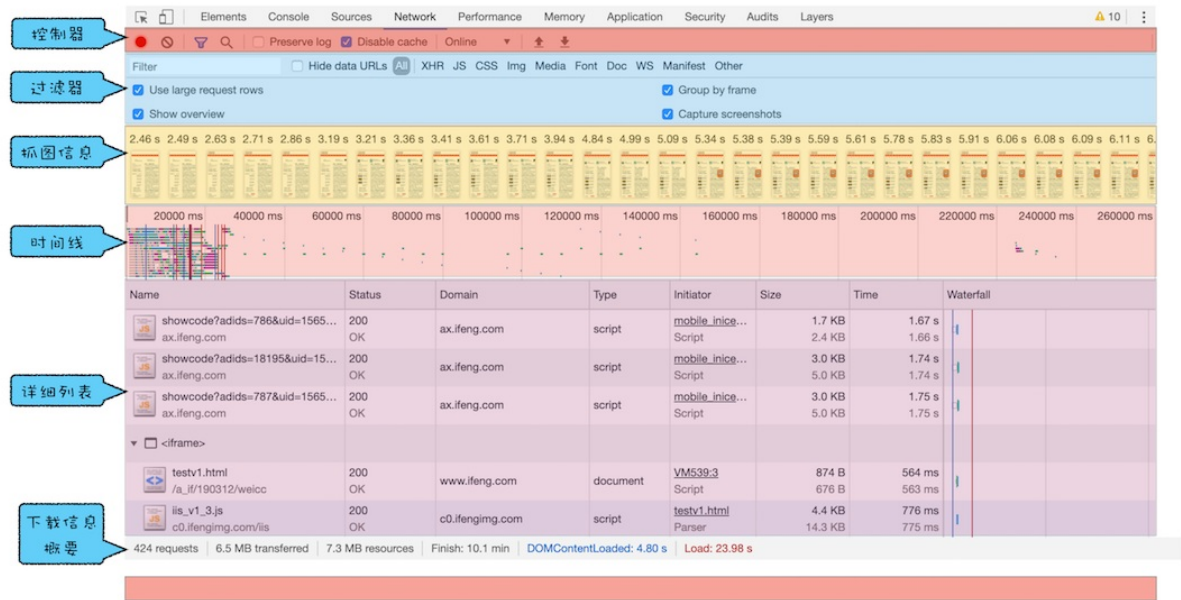 Elements Console Sources Network Performance Memory Application Security Audits Layers 10
控制器
Preserve log Disable cache Online
Filter Hide data URLs All XHR JS CSS Img Media Font Doc WS Manifest Other
过滤器
Use large request rows Group by frame
Show overview Capture screenshots
2.46 s 2.49 s 2.63 s 2.71 s 2.86 s 3.19 s 3.21 s 3.36 s 3.41 s 3.61 s 3.71 s 3.94 s 4.84 s 4.99 s 5.09 s 5.34 s 5.38 s 5.39 s 5.59 s 5.61 s 5.78 s 5.83 s 5.91 s 6.06 s 6.08 s 6.09 s 6.11 s 6.
抓图信息
20000 ms 40000 ms 60000 ms 80000 ms 100000 ms 120000 ms 140000 ms 160000 ms 180000 ms 200000 ms 220000 ms 240000 ms 260000 ms
时间线
Name Status Domain Type Initiator Size Time Waterfall
showcode?adids=786&uid=1565... 200 ax.ifeng.com script mobile_inice... 1.7 KB 1.67 s
ax.ifeng.com OK Script 2.4 KB 1.66 s
showcode?adids=18195&uid=15... 200 ax.ifeng.com script mobile_inice... 3.0 KB 1.74 s
ax.ifeng.com OK Script 5.0 KB 1.74 s
详细列表
showcode?adids=787&uid=1565... 200 ax.ifeng.com script mobile_inice... 3.0 KB 1.75 s
ax.ifeng.com OK Script 5.0 KB 1.75 s
<iframe>
testv1.html 200 www.ifeng.com document VM539:3 874 B 564 ms
/a_if/190312/weicc OK Script 676 B 563 ms
iis_v1_3.js 200 c0.ifengimg.com script testv1.html 4.4 KB 776 ms
c0.ifengimg.com/iis OK Parser 14.3 KB 775 ms
下载信息
概要
424 requests 6.5 MB transferred 7.3 MB resources Finish: 10.1 min DOMContentLoaded: 4.80 s Load: 23.98 s